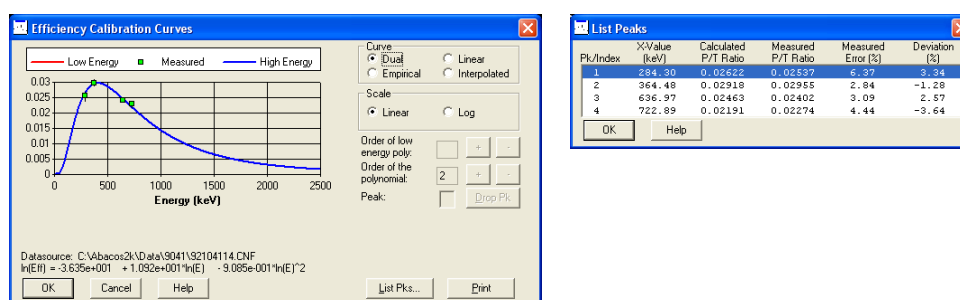 Efficiency Calibration Curves
Low Energy Measured High Energy
0.03
0.025
0.02
0.015
0.01
0.005
0
0 500 1000 1500 2000 2500
Energy (keV)
Curve
Dual Linear
Empirical Interpolated
Scale
Linear Log
Order of low
energy poly: + -
Order of the
polynomial: 2 + -
Peak: Drop Pk
Datasource: C:\Abacos2k\Data\9041\92104114.CNF
ln(Eff) = -3.635e+001 + 1.092e+001*ln(E) - 9.085e-001*ln(E)^2
OK Cancel Help List Pks... Print
List Peaks
X-Value Calculated Measured Measured Deviation
Pk/Index (keV) P/T Ratio P/T Ratio Error (%) (%)
1 284.30 0.02622 0.02537 6.37 3.34
2 364.48 0.02918 0.02955 2.84 -1.28
3 636.97 0.02463 0.02402 3.09 2.57
4 722.89 0.02191 0.02274 4.44 -3.64
OK Help